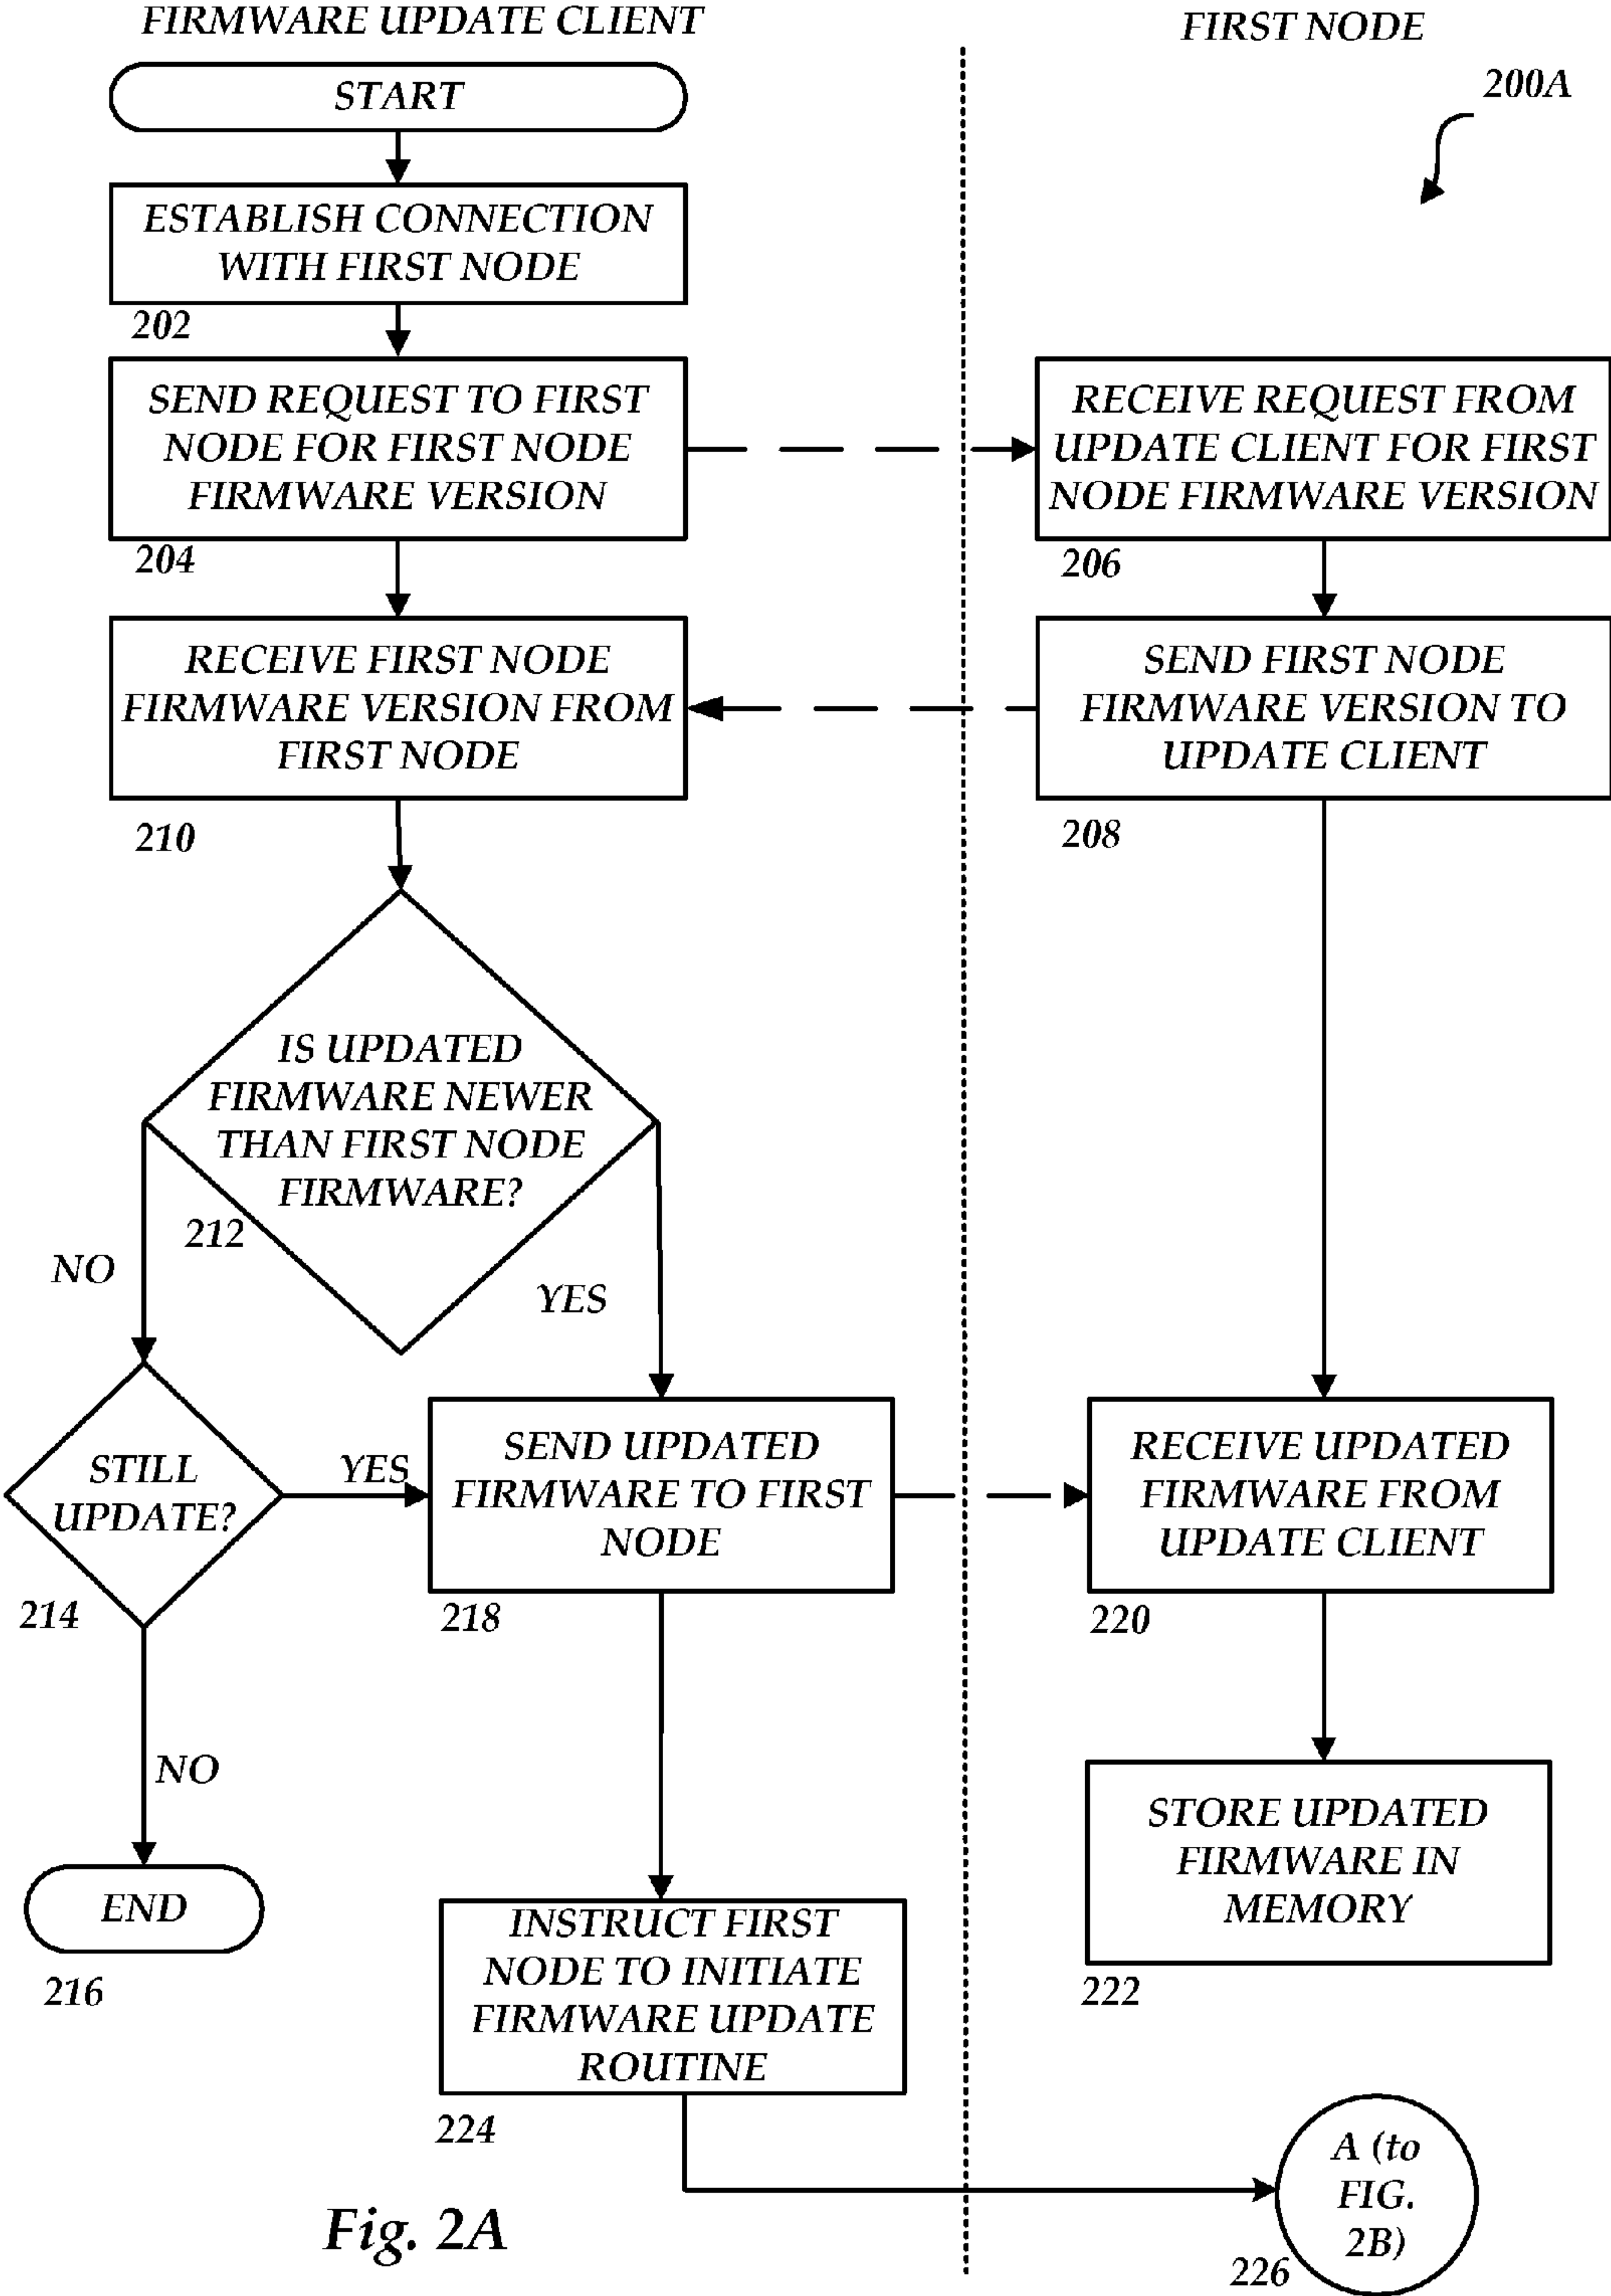 FIRMWARE UPDATE CLIENT
FIRST NODE
START
200A
ESTABLISH CONNECTION
WITH FIRST NODE
202
SEND REQUEST TO FIRST
NODE FOR FIRST NODE
FIRMWARE VERSION
204
RECEIVE REQUEST FROM
UPDATE CLIENT FOR FIRST
NODE FIRMWARE VERSION
206
RECEIVE FIRST NODE
FIRMWARE VERSION FROM
FIRST NODE
210
SEND FIRST NODE
FIRMWARE VERSION TO
UPDATE CLIENT
208
IS UPDATED
FIRMWARE NEWER
THAN FIRST NODE
FIRMWARE?
212
NO
YES
STILL
UPDATE?
214
YES
SEND UPDATED
FIRMWARE TO FIRST
NODE
218
RECEIVE UPDATED
FIRMWARE FROM
UPDATE CLIENT
220
NO
STORE UPDATED
FIRMWARE IN
MEMORY
222
END
216
INSTRUCT FIRST
NODE TO INITIATE
FIRMWARE UPDATE
ROUTINE
224
A (to
FIG.
2B)
226
Fig. 2A